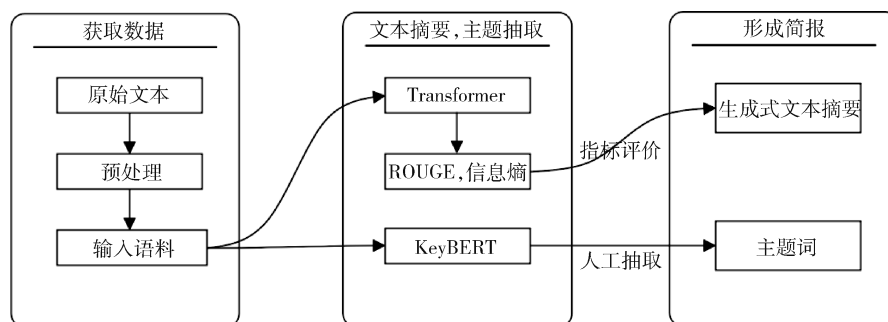 获取数据
原始文本
预处理
输入语料
文本摘要,主题抽取
Transformer
ROUGE,信息熵
KeyBERT
指标评价
人工抽取
形成简报
生成式文本摘要
主题词